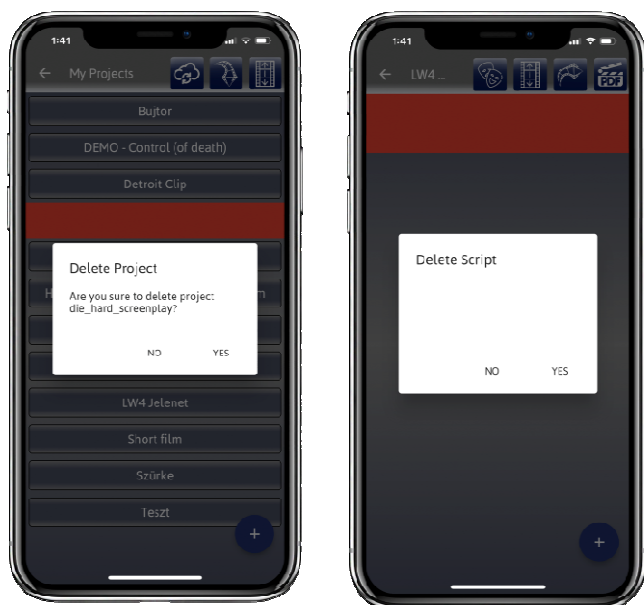 1:41
My Projects
Bujtor
DEMO - Control (of death)
Detroit Clip
Delete Project
Are you sure to delete project
die_hard_screenplay?
NO YES
LW4 Jelenet
Short film
Szürke
Teszt
+
1:41
LW4 ..
PDF
Delete Script
NO YES
+